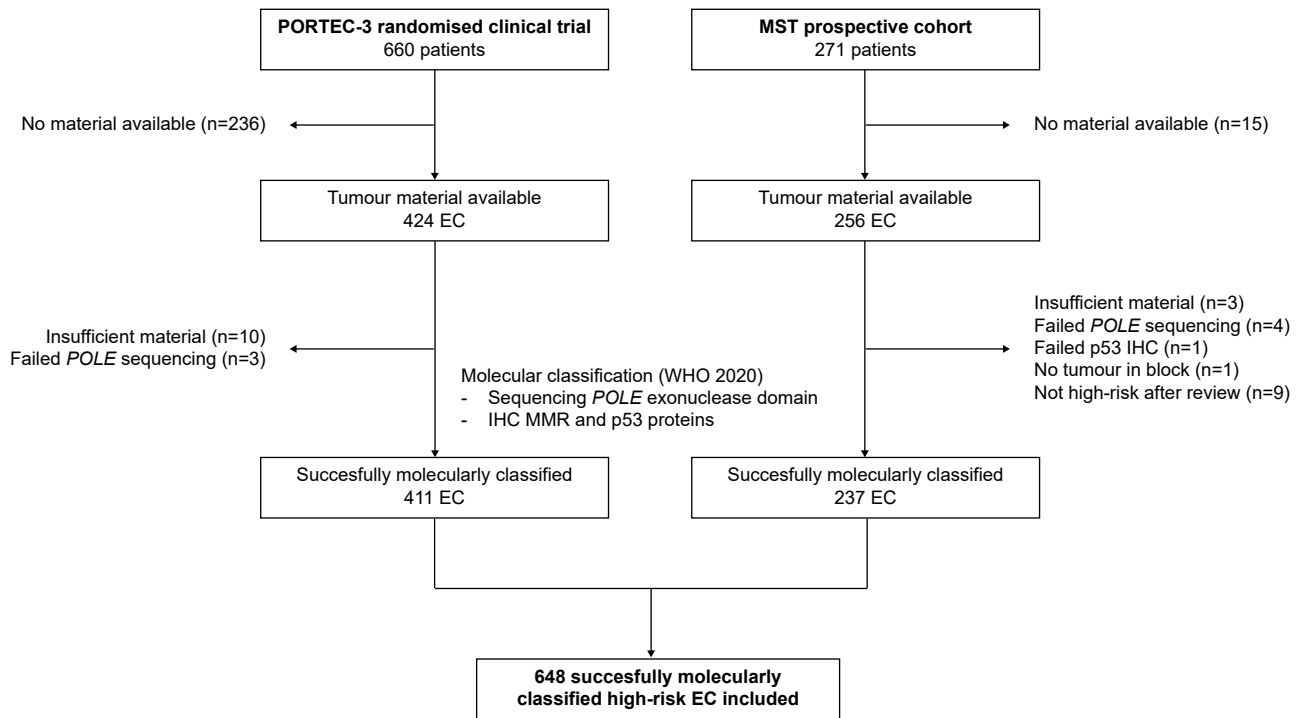 PORTEC-3 randomised clinical trial
660 patients
MST prospective cohort
271 patients
No material available (n=236)
No material available (n=15)
Tumour material available
424 EC
Tumour material available
256 EC
Insufficient material (n=10)
Failed POLE sequencing (n=3)
Insufficient material (n=3)
Failed POLE sequencing (n=4)
Failed p53 IHC (n=1)
No tumour in block (n=1)
Not high-risk after review (n=9)
Molecular classification (WHO 2020)
- Sequencing POLE exonuclease domain
- IHC MMR and p53 proteins
Succesfully molecularly classified
411 EC
Succesfully molecularly classified
237 EC
648 succesfully molecularly
classified high-risk EC included